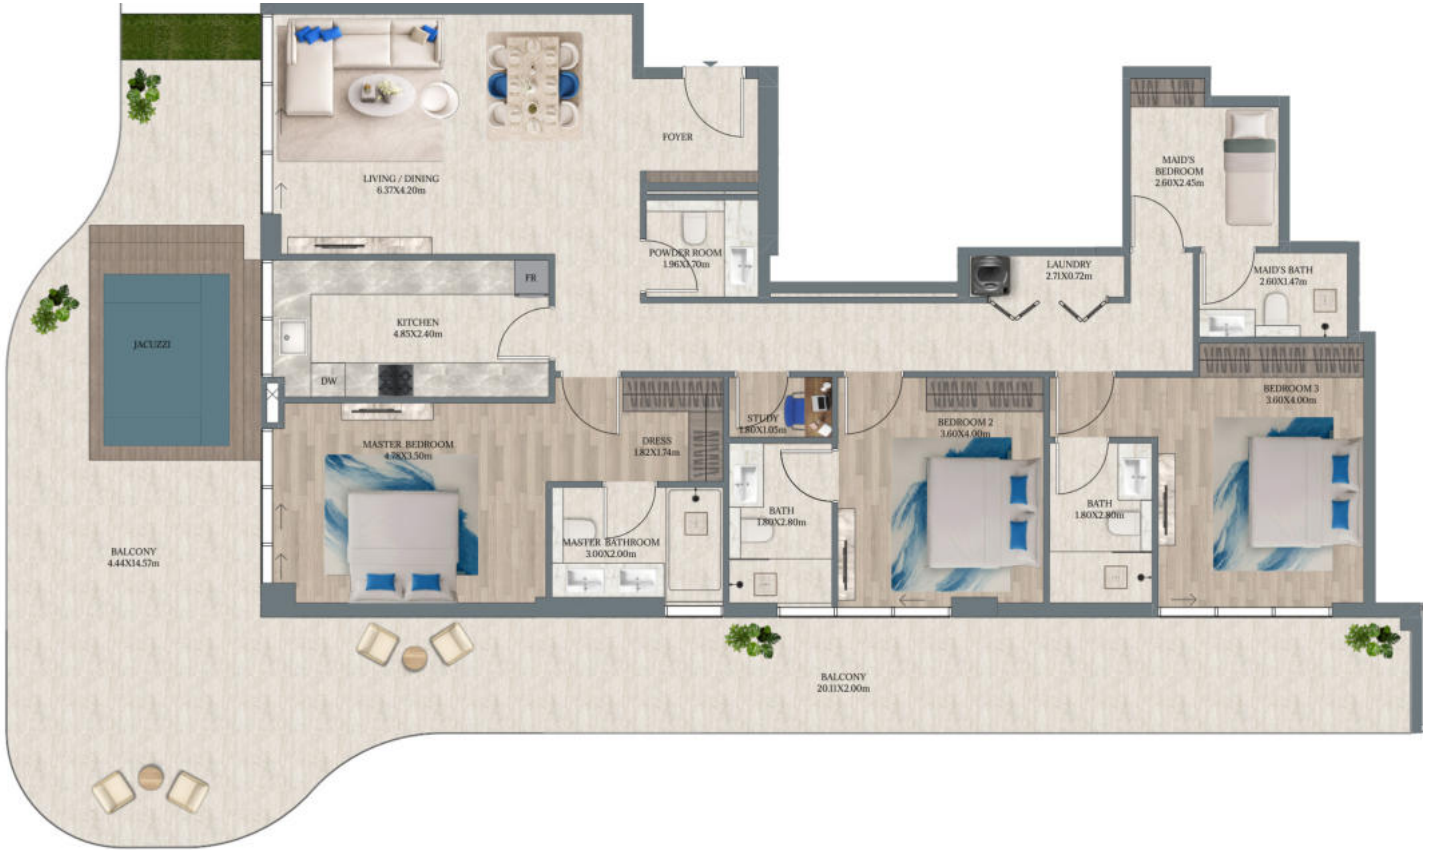 FOYER
LIVING / DINING
6.37X4.20m
MAID'S
BEDROOM
2.60X2.45m
POWDER ROOM
1.96X1.70m
LAUNDRY
2.71X0.72m
MAID'S BATH
2.60X1.47m
FR
KITCHEN
4.85X2.40m
JACUZZI
DW
BEDROOM 3
3.60X4.00m
STUDY
1.80X1.05m
BEDROOM 2
3.60X4.00m
MASTER BEDROOM
4.78X3.50m
DRESS
1.82X1.74m
BATH
1.80X2.80m
BATH
1.80X2.80m
MASTER BATHROOM
3.00X2.00m
BALCONY
4.44X14.57m
BALCONY
20.11X2.00m